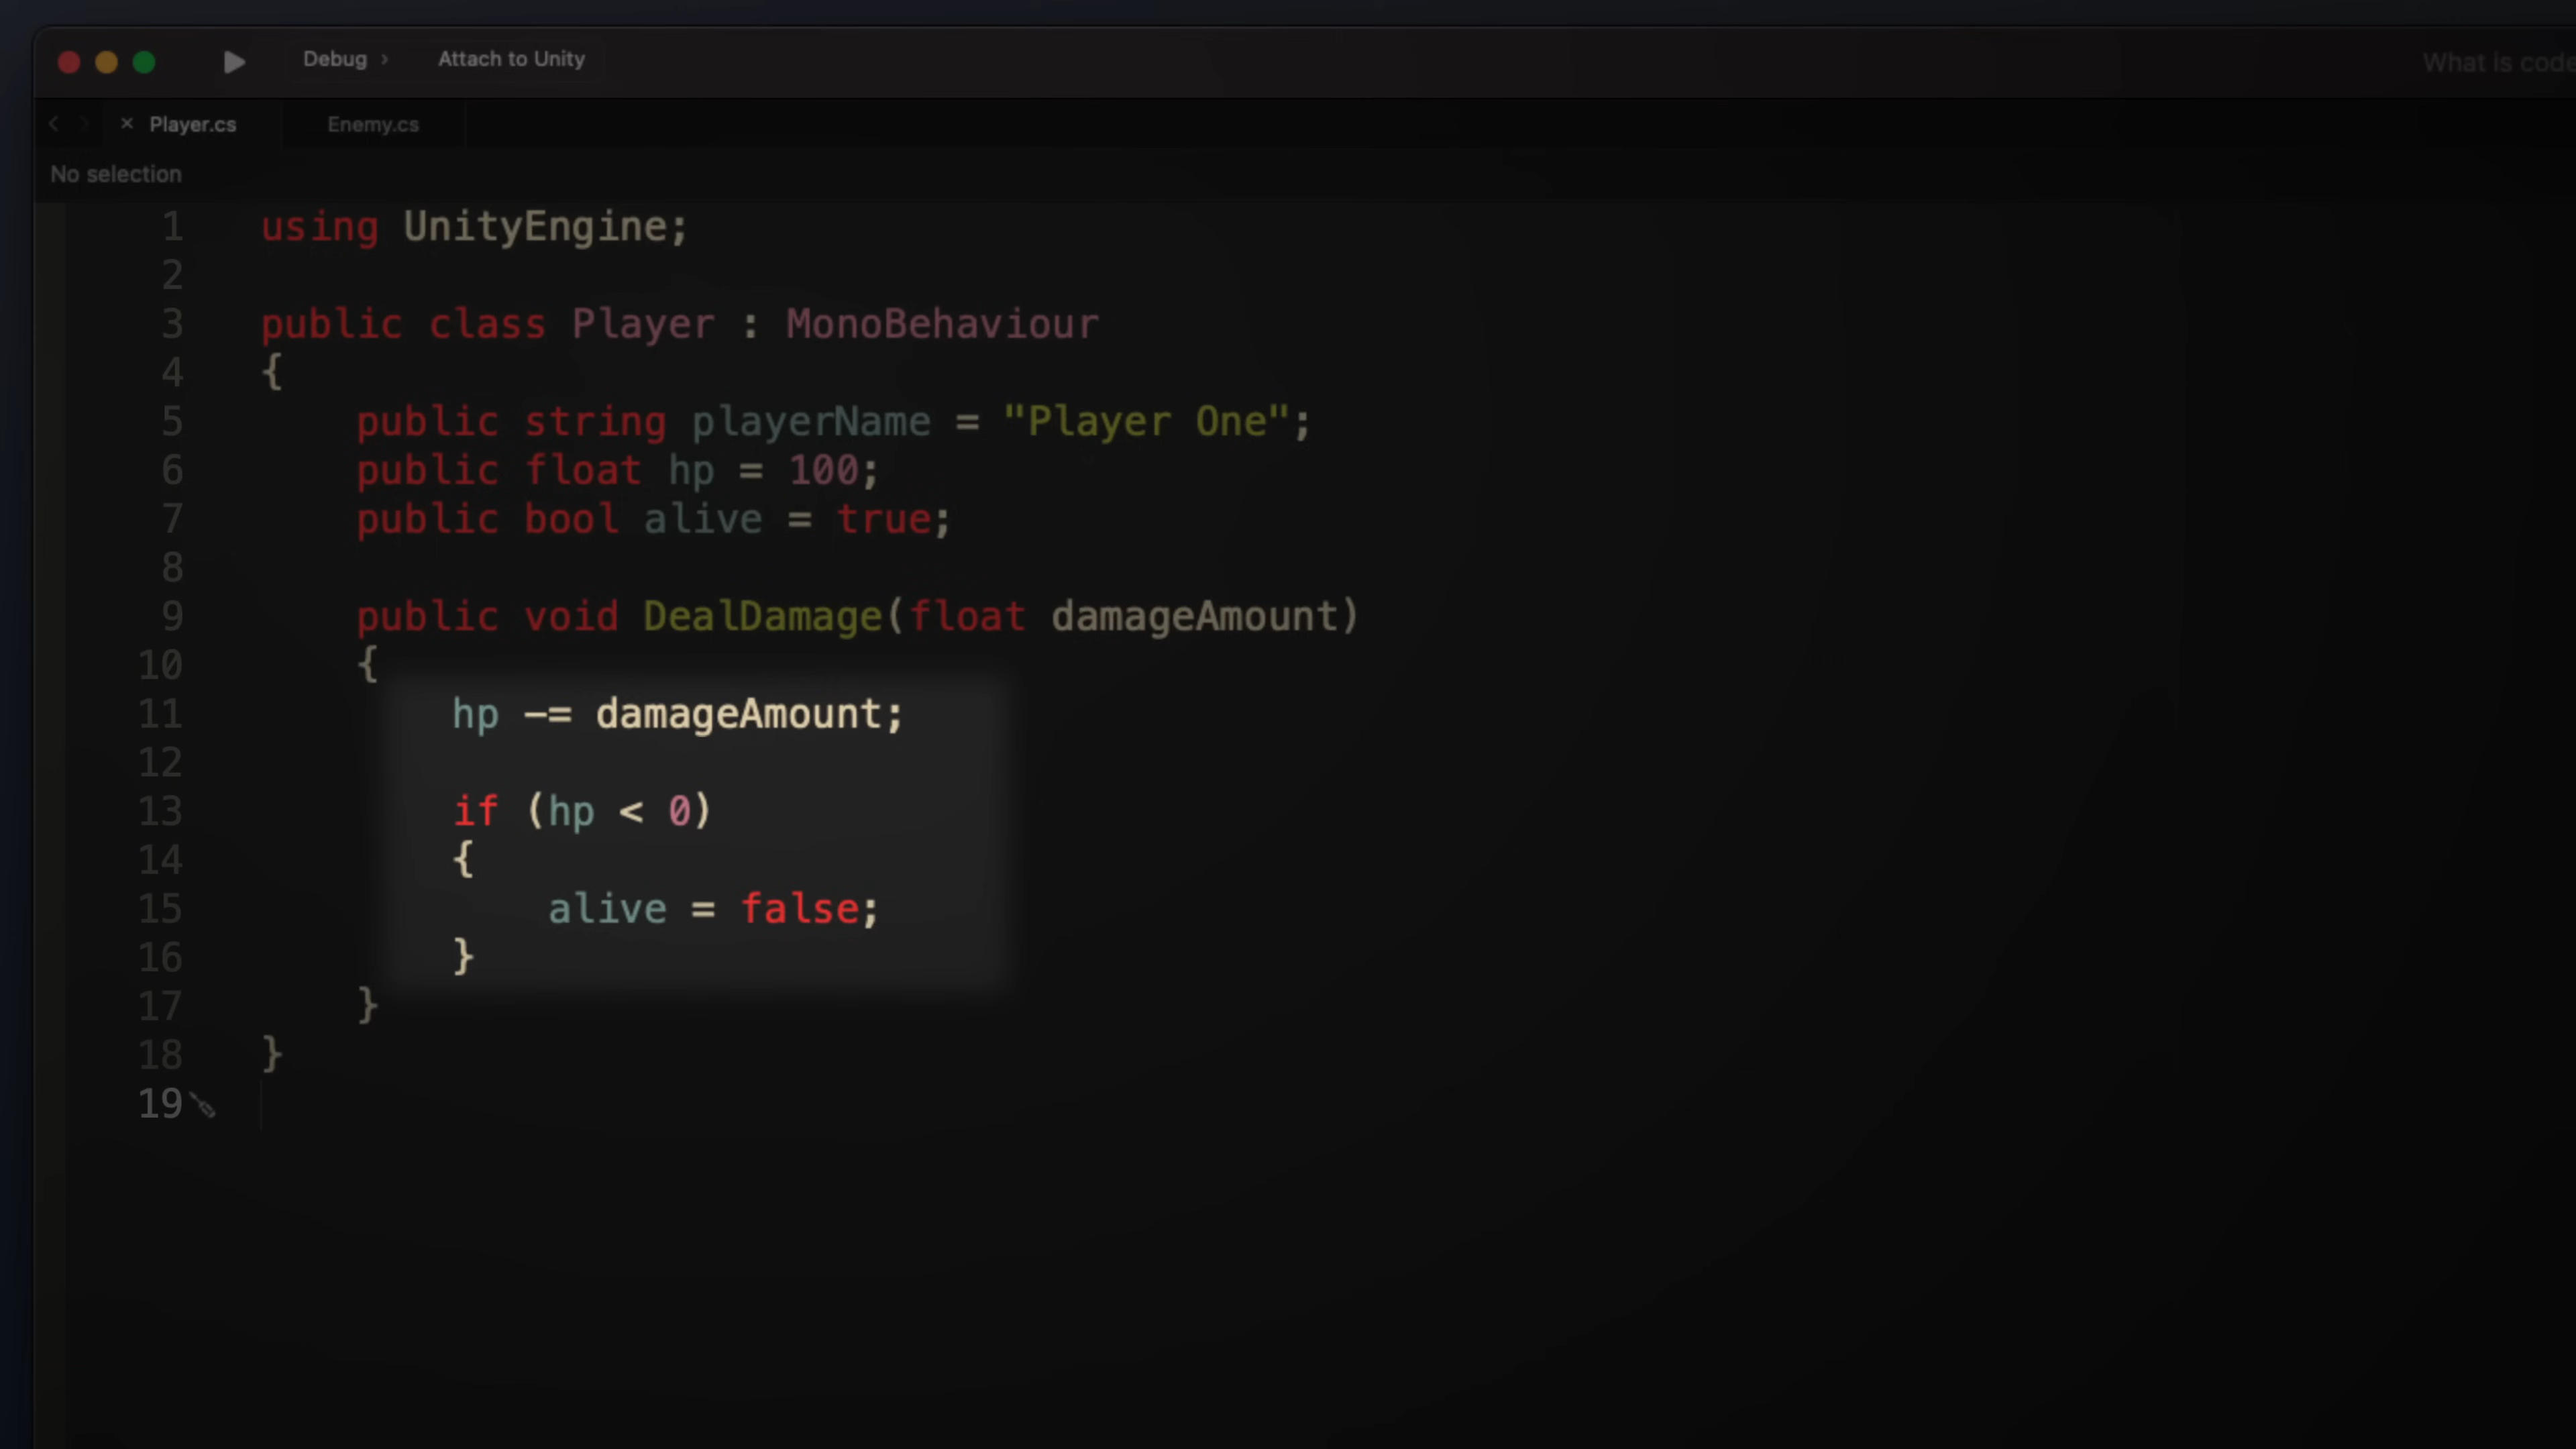 Debug › Attach to Unity What is code
× Player.cs Enemy.cs
No selection
1 using UnityEngine;
2
3 public class Player : MonoBehaviour
4 {
5 public string playerName = "Player One";
6 public float hp = 100;
7 public bool alive = true;
8
9 public void DealDamage(float damageAmount)
10 {
11 hp -= damageAmount;
12
13 if (hp < 0)
14 {
15 alive = false;
16 }
17 }
18 }
19